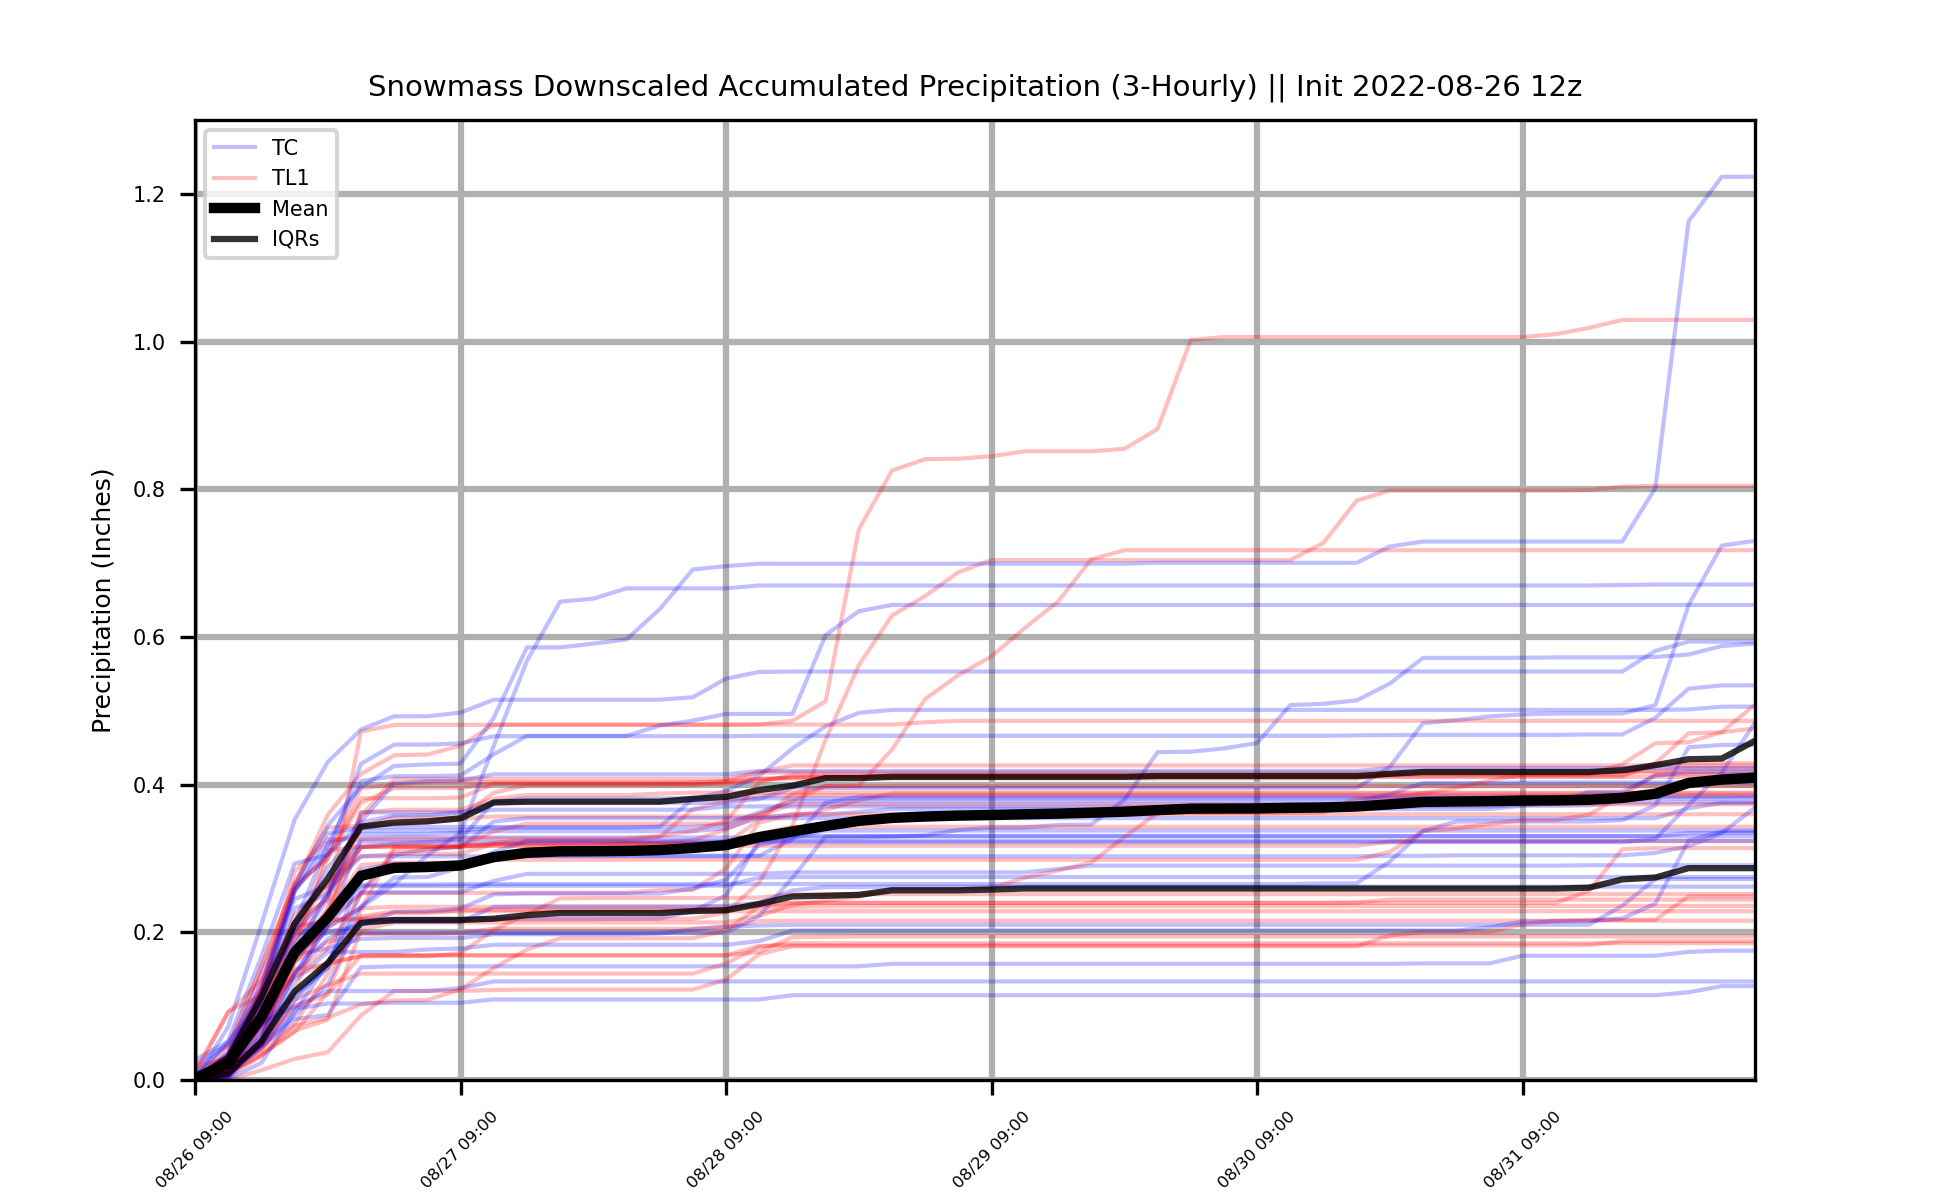 Snowmass Downscaled Accumulated Precipitation (3-Hourly) || Init 2022-08-26 12z
TC
TL1
Mean
IQRs
Precipitation (Inches)
1.2
1.0
0.8
0.6
0.4
0.2
0.0
08/26 09:00
08/27 09:00
08/28 09:00
08/29 09:00
08/30 09:00
08/31 09:00